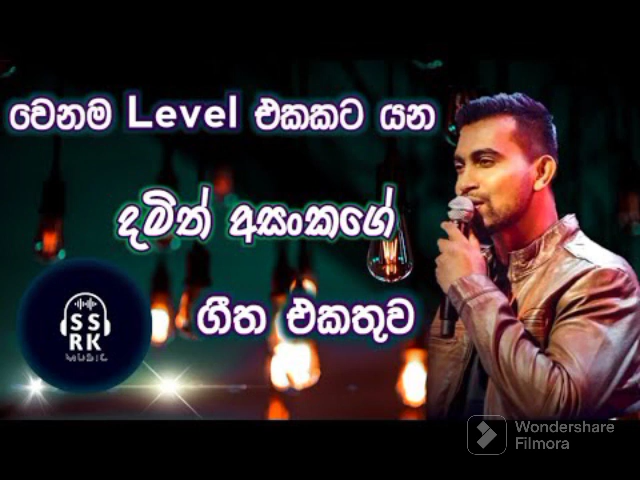 වෙනම Level එකකට යන
දමිත් අසංකගේ
ගීත එකතුව
SS
RK
MUSIC
Wondershare
Filmora